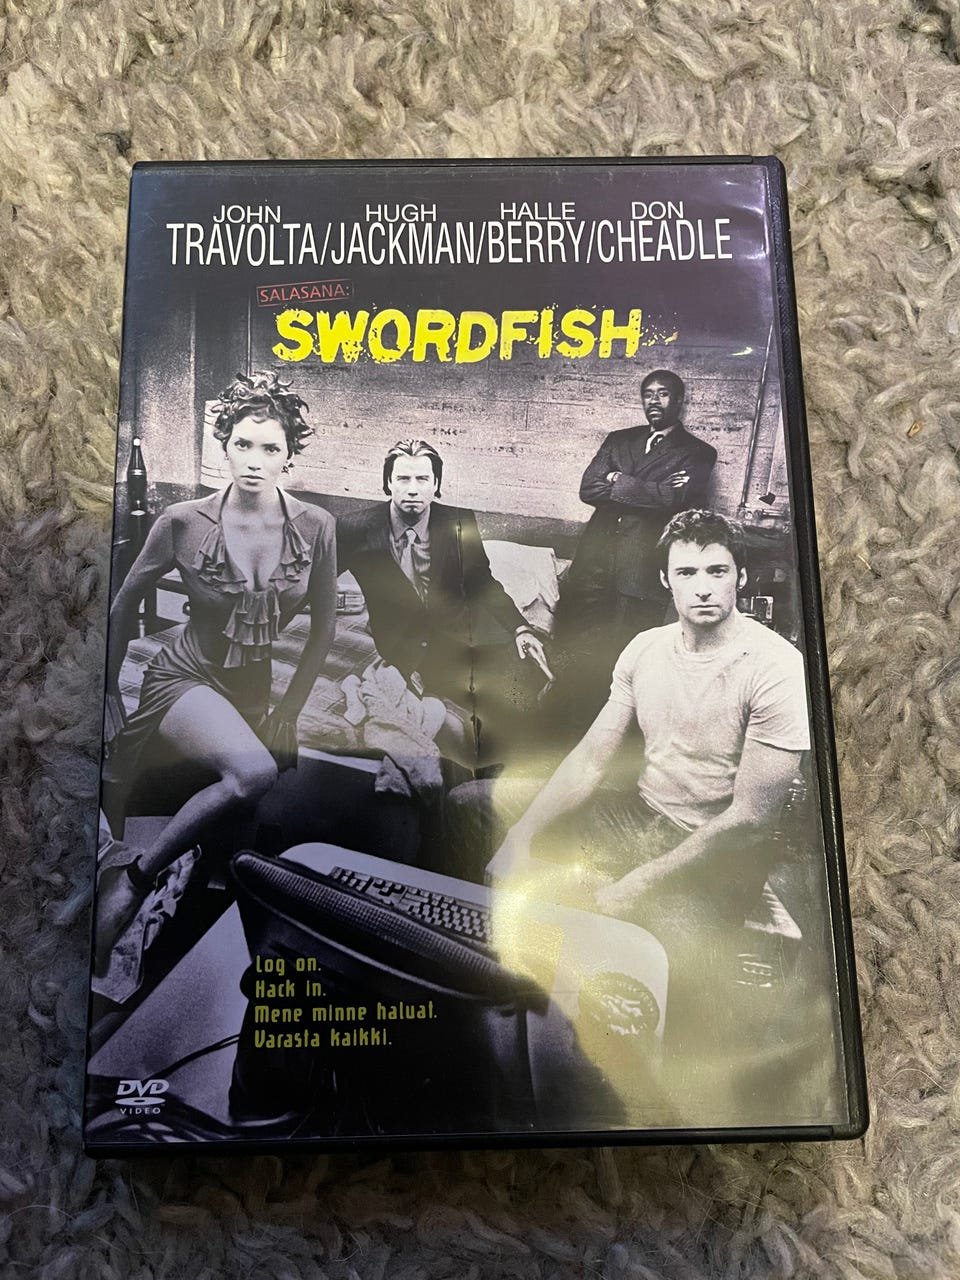 JOHN HUGH HALLE DON
TRAVOLTA/JACKMAN/BERRY/CHEADLE
SALASANA:
SWORDFISH
Log on.
Hack in.
Mene minne haluat.
Varasta kaikki.
DVD
VIDEO